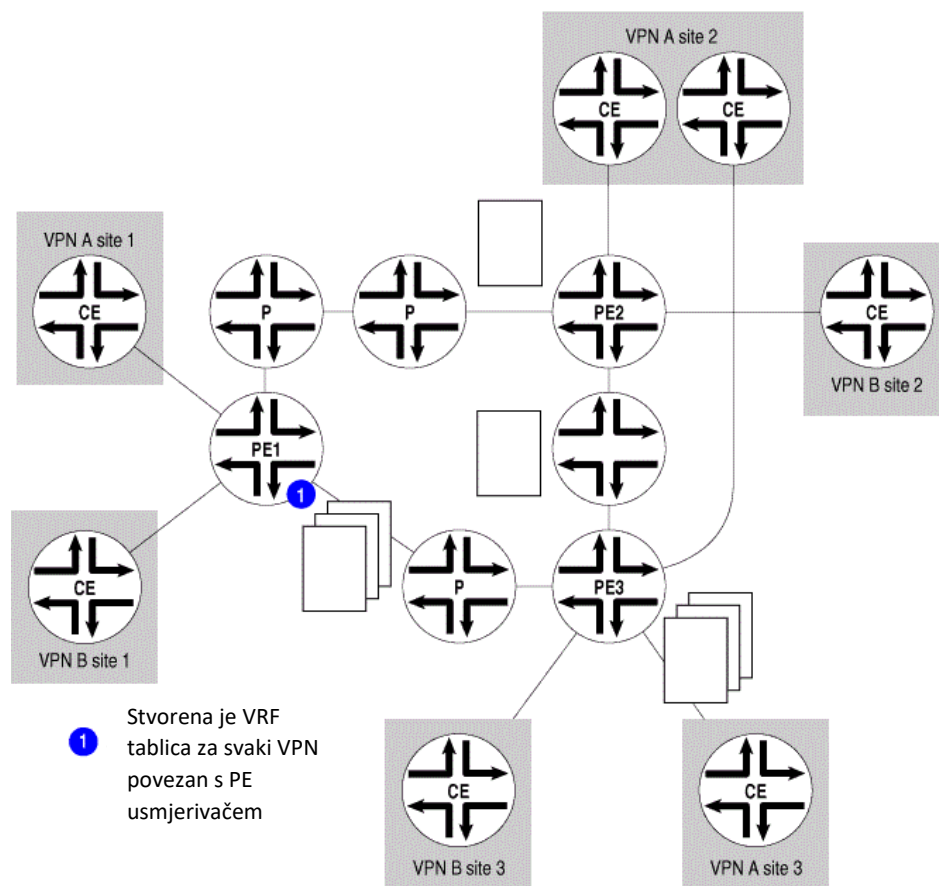 VPN A site 2
CE
CE
VPN A site 1
CE
P
P
PE2
CE
VPN B site 2
PE1
1
CE
VPN B site 1
P
PE3
1
Stvorena je VRF
tablica za svaki VPN
povezan s PE
usmjerivačem
CE
VPN B site 3
CE
VPN A site 3